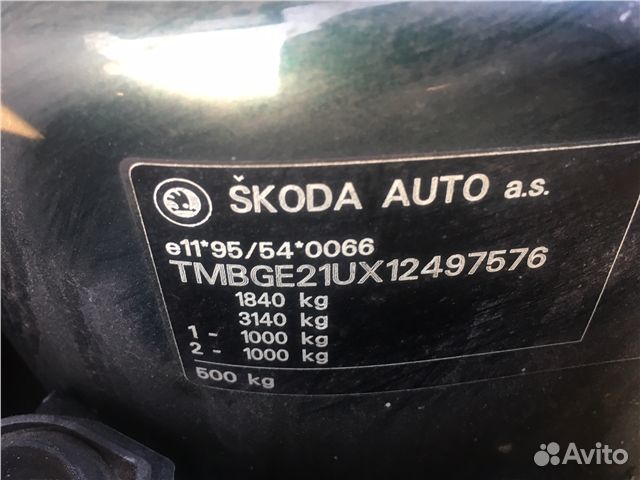 ŠKODA AUTO a.s.
e11*95/54*0066
TMBGE21UX12497576
1840 kg
3140 kg
1 - 1000 kg
2 - 1000 kg
500 kg
Avito